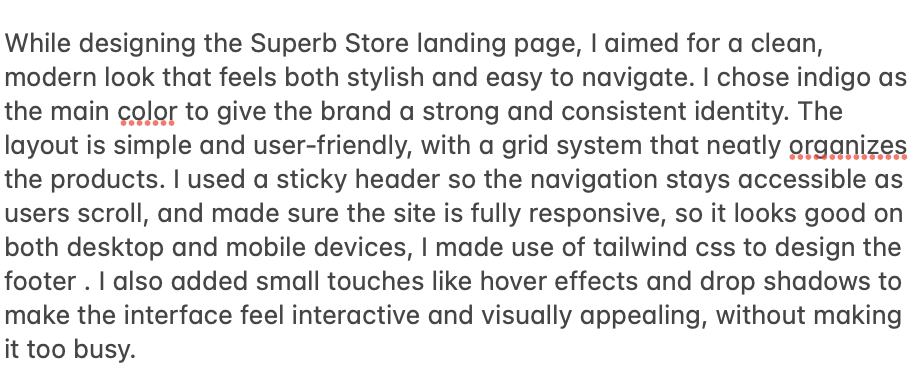 While designing the Superb Store landing page, I aimed for a clean,
modern look that feels both stylish and easy to navigate. I chose indigo as
the main color to give the brand a strong and consistent identity. The
layout is simple and user-friendly, with a grid system that neatly organizes
the products. I used a sticky header so the navigation stays accessible as
users scroll, and made sure the site is fully responsive, so it looks good on
both desktop and mobile devices, I made use of tailwind css to design the
footer . I also added small touches like hover effects and drop shadows to
make the interface feel interactive and visually appealing, without making
it too busy.